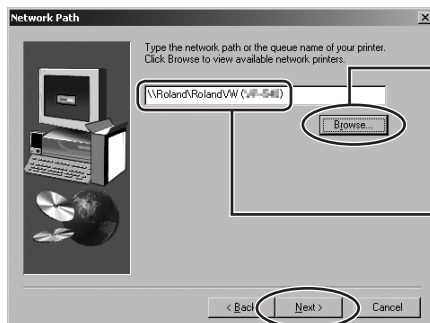 Network Path
Type the network path or the queue name of your printer.
Click Browse to view available network printers.
\\Roland\RolandVW (
Browse...
< Back
Next >
Cancel